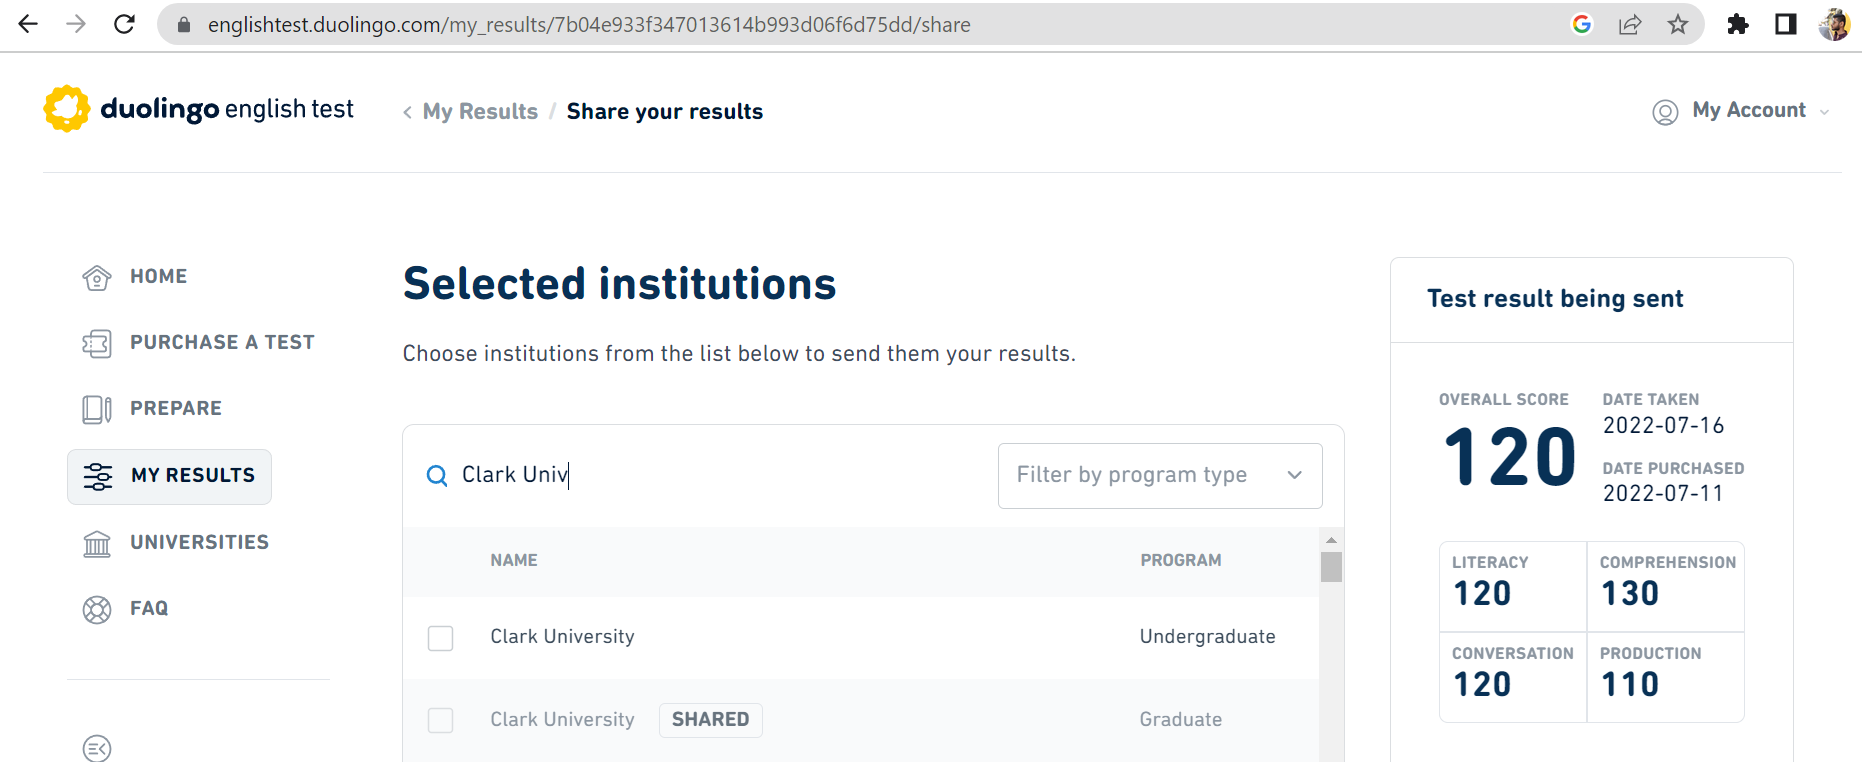 englishtest.duolingo.com/my_results/7b04e933f347013614b993d06f6d75dd/share
duolingo english test
< My Results / Share your results
My Account
HOME
PURCHASE A TEST
PREPARE
MY RESULTS
UNIVERSITIES
FAQ
Selected institutions
Choose institutions from the list below to send them your results.
Clark Univ
Filter by program type
NAME PROGRAM
Clark University Undergraduate
Clark University SHARED Graduate
Test result being sent
OVERALL SCORE
120
DATE TAKEN
2022-07-16
DATE PURCHASED
2022-07-11
LITERACY
120
COMPREHENSION
130
CONVERSATION
120
PRODUCTION
110